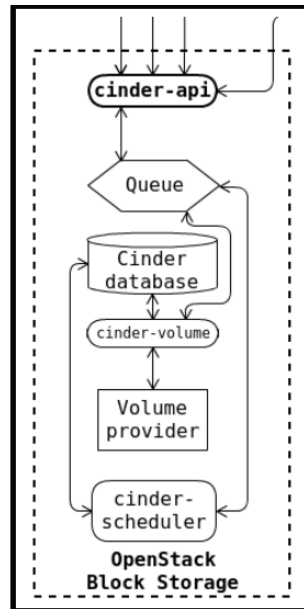 cinder-api
Queue
Cinder
database
cinder-volume
Volume
provider
cinder-
scheduler
OpenStack
Block Storage